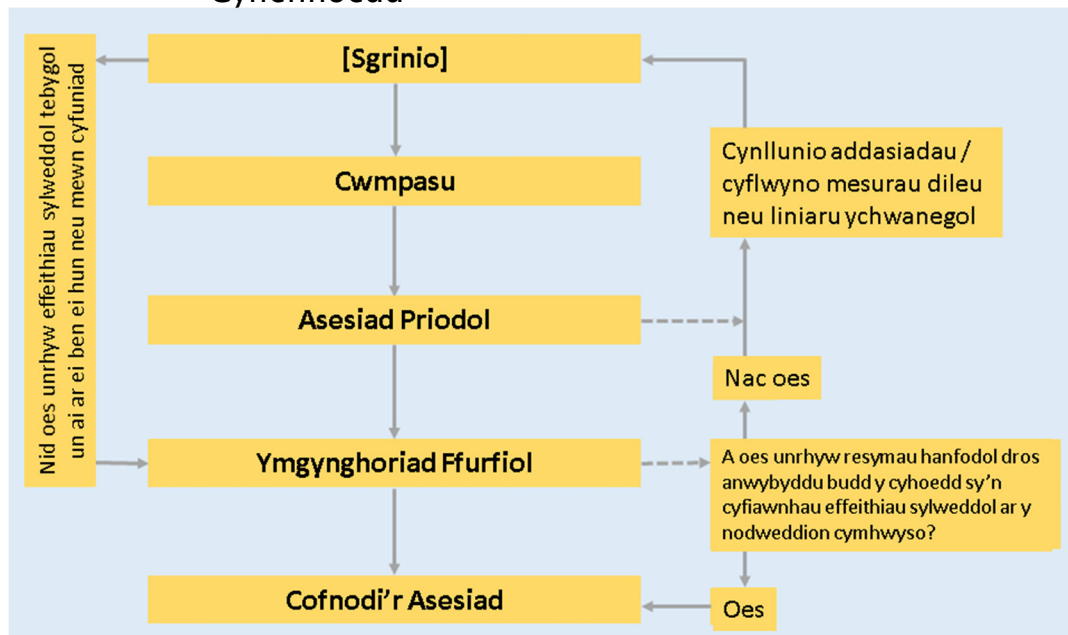 [Sgrinio]
Nid oes unrhyw effeithiau sylweddol tebygol
un ai ar ei ben ei hun neu mewn cyfuniad
Cwmpasu
Cynllunio addasiadau /
cyflwyno mesurau dileu
neu liniaru ychwanegol
Asesiad Priodol
Nac oes
Ymgynghoriad Ffurfiol
A oes unrhyw resymau hanfodol dros
anwybyddu budd y cyhoedd sy'n
cyfiawnhau effeithiau sylweddol ar y
nodweddion cymhwyso?
Cofnodi'r Asesiad
Oes